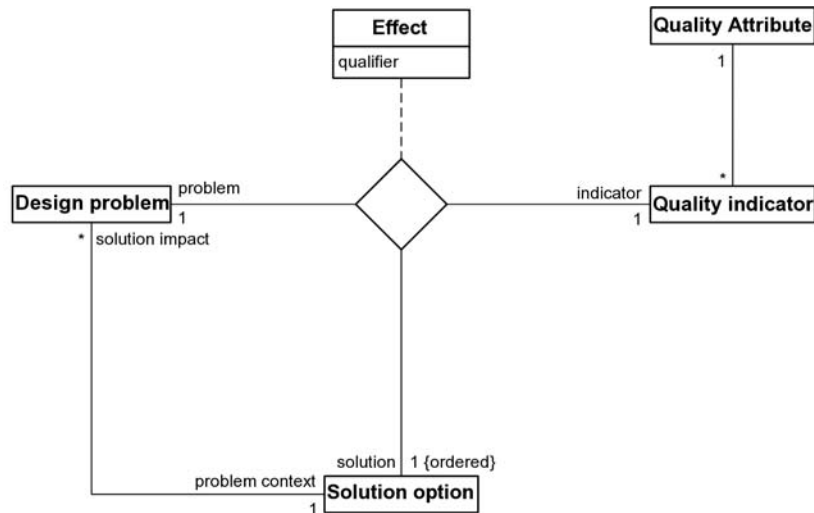 Effect
qualifier
Quality Attribute
1
*
problem
indicator
Design problem
Quality indicator
1
1
* solution impact
solution 1 {ordered}
problem context
Solution option
1